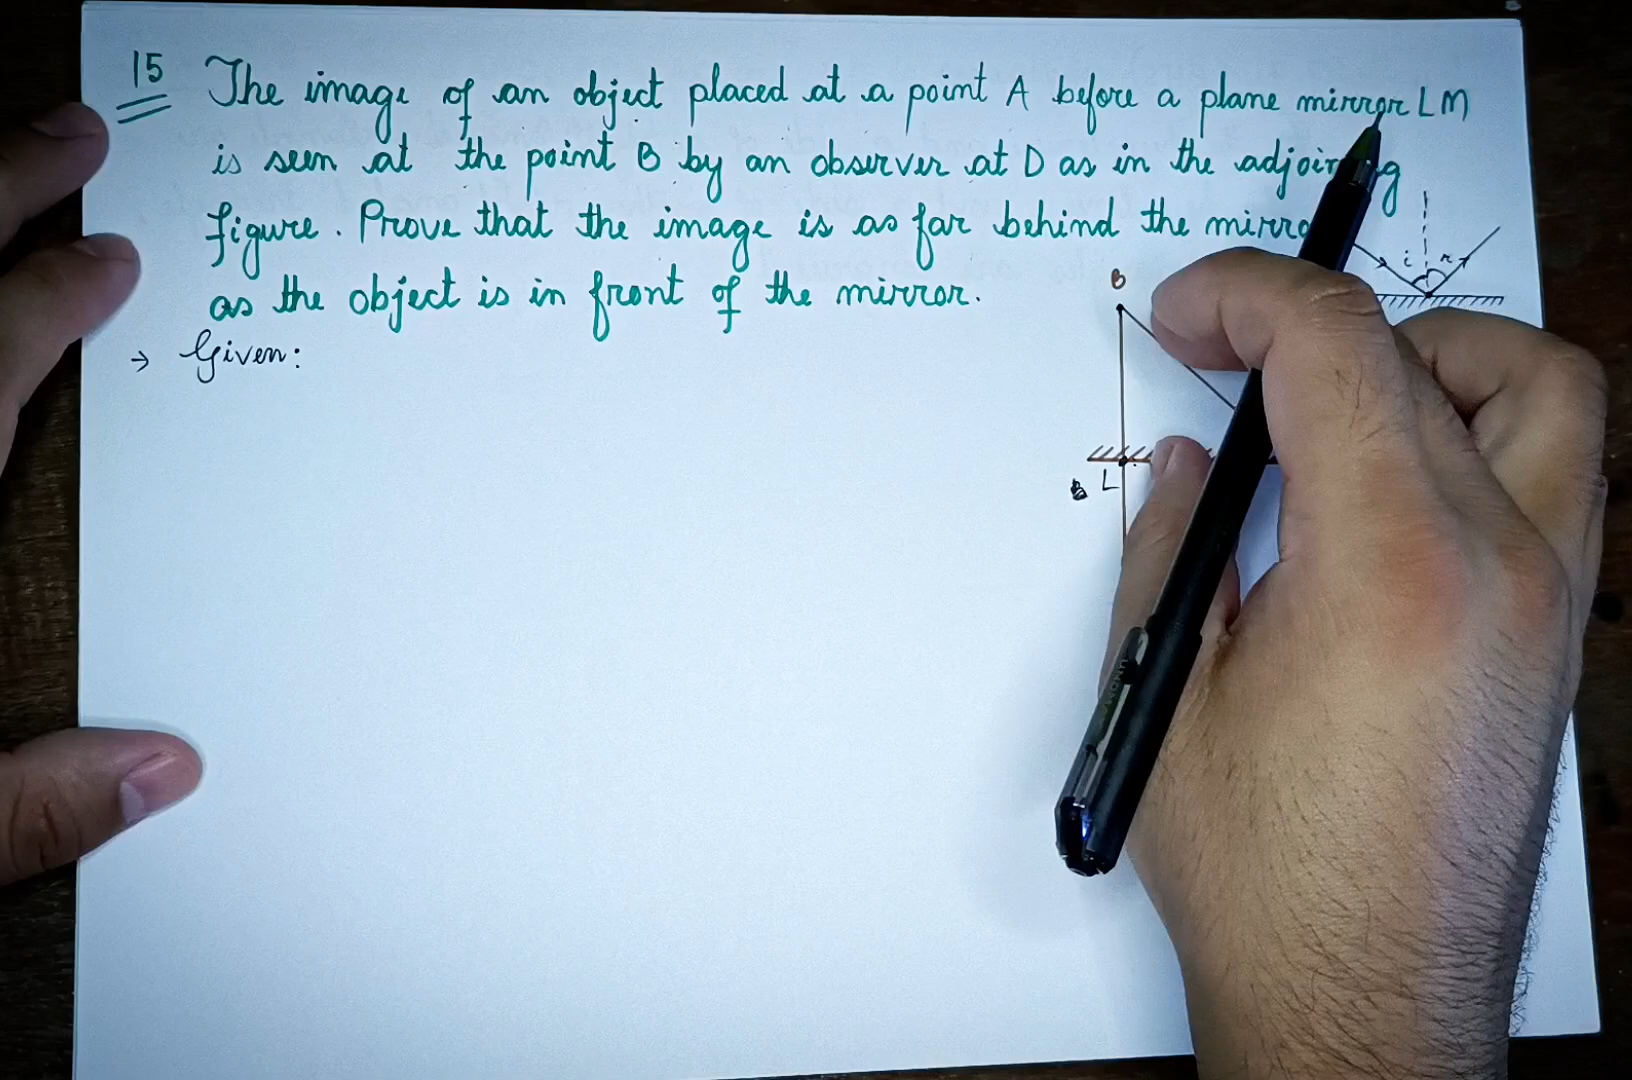 15 The image of an object placed at a point A before a plane mirror LM
is seen at the point B by an observer at D as in the adjoining
figure. Prove that the image is as far behind the
as the object is in front of the mirror.
→ Given:
B
i r
L